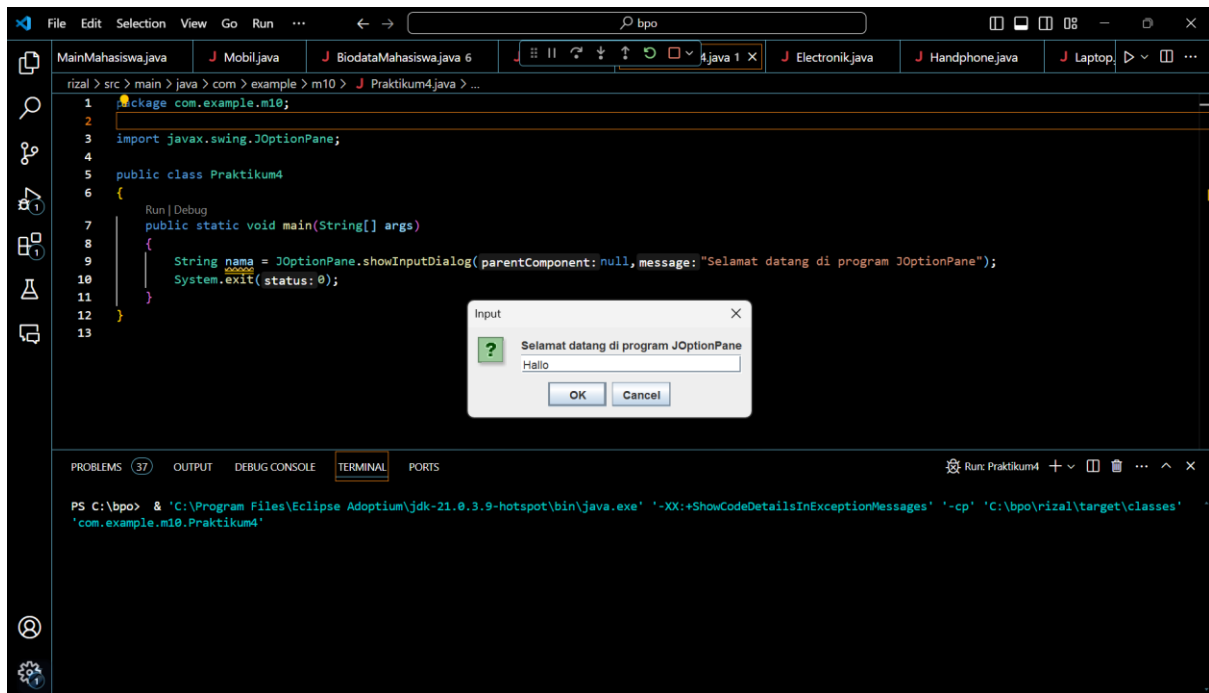 File Edit Selection View Go Run ··· ← → bpo
MainMahasiswa.java J Mobil.java J BiodataMahasiswa.java 6 J 4.java 1 J Electronik.java J Handphone.java J Laptop.
rizal > src > main > java > com > example > m10 > J Praktikum4.java > ...
1 package com.example.m10;
2
3 import javax.swing.JOptionPane;
4
5 public class Praktikum4
6 {
Run | Debug
7 public static void main(String[] args)
8 {
9 String nama = JOptionPane.showInputDialog(parentComponent:null,message:"Selamat datang di program JOptionPane");
10 System.exit(status:0);
11 }
12 }
13
Input
Selamat datang di program JOptionPane
Hallo
OK Cancel
PROBLEMS 37 OUTPUT DEBUG CONSOLE TERMINAL PORTS Run: Praktikum4
PS C:\bpo> & 'C:\Program Files\Eclipse Adoptium\jdk-21.0.3.9-hotspot\bin\java.exe' '-XX:+ShowCodeDetailsInExceptionMessages' '-cp' 'C:\bpo\rizal\target\classes'
'com.example.m10.Praktikum4'